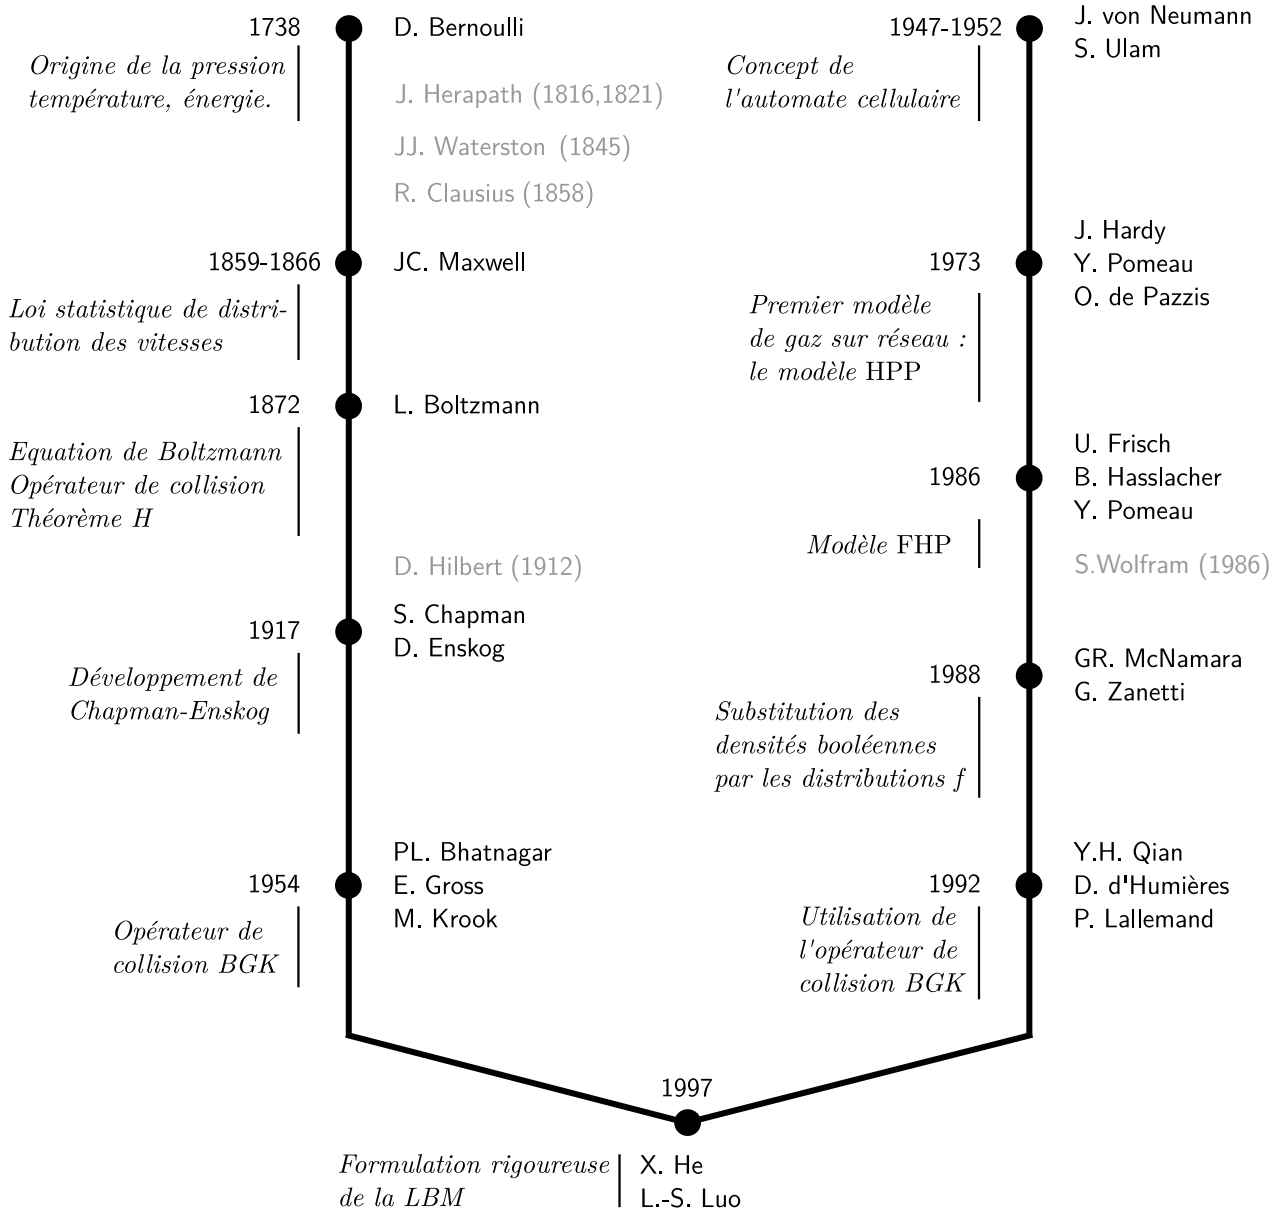 1738
D. Bernoulli
Origine de la pression
température, énergie.
J. Herapath (1816,1821)
JJ. Waterston (1845)
R. Clausius (1858)
1859-1866
JC. Maxwell
Loi statistique de distri-
bution des vitesses
1872
L. Boltzmann
Equation de Boltzmann
Opérateur de collision
Théorème H
D. Hilbert (1912)
1917
S. Chapman
D. Enskog
Développement de
Chapman-Enskog
1954
PL. Bhatnagar
E. Gross
M. Krook
Opérateur de
collision BGK
1947-1952
J. von Neumann
S. Ulam
Concept de
l'automate cellulaire
1973
J. Hardy
Y. Pomeau
O. de Pazzis
Premier modèle
de gaz sur réseau :
le modèle HPP
1986
U. Frisch
B. Hasslacher
Y. Pomeau
Modèle FHP
S.Wolfram (1986)
1988
GR. McNamara
G. Zanetti
Substitution des
densités booléennes
par les distributions f
1992
Y.H. Qian
D. d'Humières
P. Lallemand
Utilisation de
l'opérateur de
collision BGK
1997
Formulation rigoureuse
de la LBM
X. He
L.-S. Luo